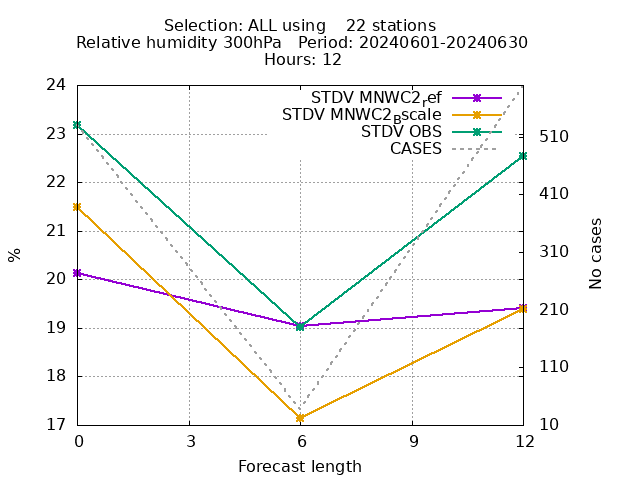 Selection: ALL using    22 stations
Relative humidity 300hPa   Period: 20240601-20240630
Hours: 12
STDV MNWC2_ref
STDV MNWC2_Bscale
STDV OBS
CASES
24
23
22
21
20
19
18
17
510
410
310
210
110
10
%
No cases
0 3 6 9 12
Forecast length